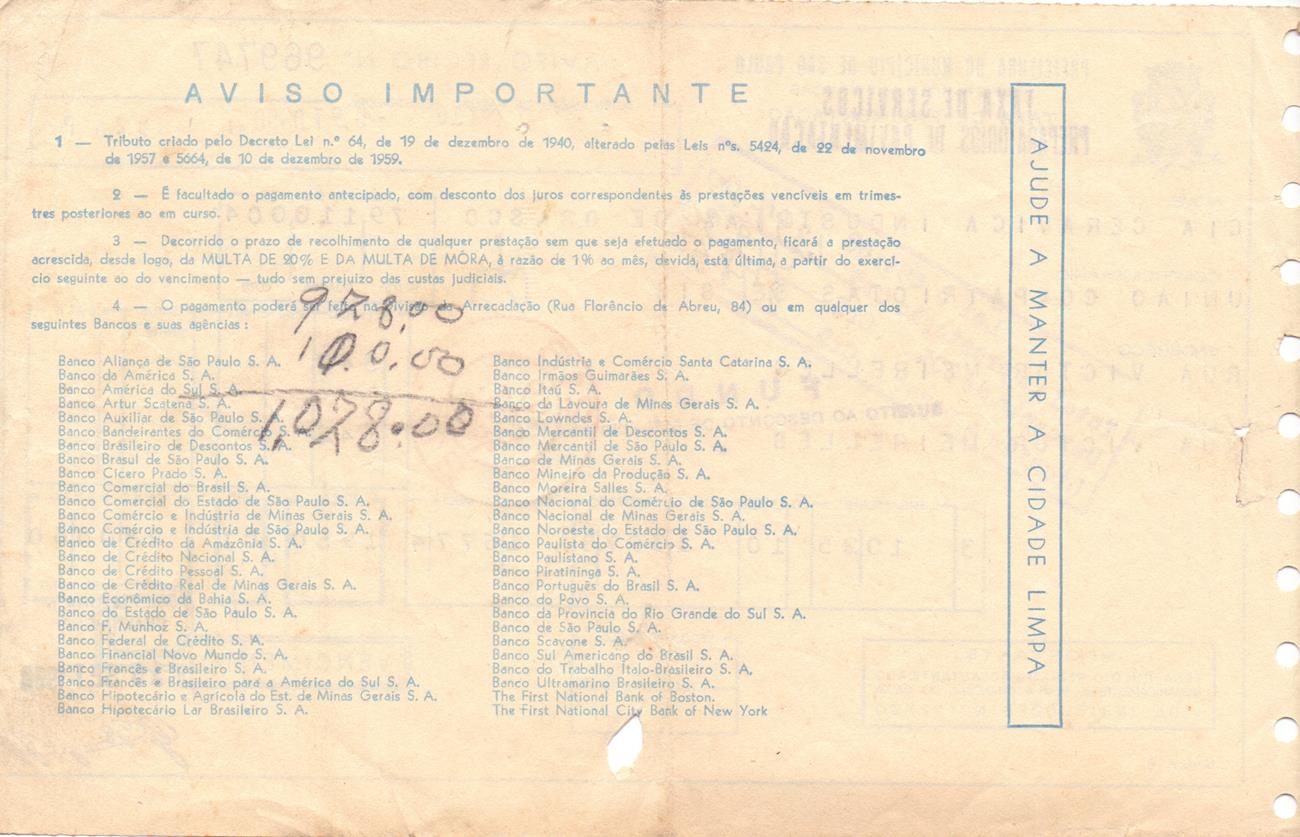 AVISO IMPORTANTE
1 — Tributo criado pelo Decreto Lei n.º 64, de 19 de dezembro de 1940, alterado pelas Leis nºs. 5424, de 22 de novembro
de 1957 e 5664, de 10 de dezembro de 1959.
2 — É facultado o pagamento antecipado, com desconto dos juros correspondentes às prestações vencíveis em trimes-
tres posteriores ao em curso.
3 — Decorrido o prazo de recolhimento de qualquer prestação sem que seja efetuado o pagamento, ficará a prestação
acrescida, desde logo, da MULTA DE 20% E DA MULTA DE MÓRA, à razão de 1% ao mês, devida, esta última, a partir do exercí-
cio seguinte ao do vencimento — tudo sem prejuizo das custas judiciais.
4 — O pagamento poderá ser feito na Divisão de Arrecadação (Rua Florêncio de Abreu, 84) ou em qualquer dos
seguintes Bancos e suas agências :
928.00
100.00
1.028.00
Banco Aliança de São Paulo S. A.
Banco da América S. A.
Banco América do Sul S. A.
Banco Artur Scatena S. A.
Banco Auxiliar de São Paulo S. A.
Banco Bandeirantes do Comércio S. A.
Banco Brasileiro de Descontos S. A.
Banco Brasul de São Paulo S. A.
Banco Cícero Prado S. A.
Banco Comercial do Brasil S. A.
Banco Comercial do Estado de São Paulo S. A.
Banco Comércio e Indústria de Minas Gerais S. A.
Banco Comércio e Indústria de São Paulo S. A.
Banco de Crédito da Amazônia S. A.
Banco de Crédito Nacional S. A.
Banco de Crédito Pessoal S. A.
Banco de Crédito Real de Minas Gerais S. A.
Banco Econômico da Bahia S. A.
Banco do Estado de São Paulo S. A.
Banco F. Munhoz S. A.
Banco Federal de Crédito S. A.
Banco Financial Novo Mundo S. A.
Banco Francês e Brasileiro S. A.
Banco Francês e Brasileiro para a América do Sul S. A.
Banco Hipotecário e Agrícola do Est. de Minas Gerais S. A.
Banco Hipotecário Lar Brasileiro S. A.
Banco Indústria e Comércio Santa Catarina S. A.
Banco Irmãos Guimarães S. A.
Banco Itaú S. A.
Banco da Lavoura de Minas Gerais S. A.
Banco Lowndes S. A.
Banco Mercantil de Descontos S. A.
Banco Mercantil de São Paulo S. A.
Banco de Minas Gerais S. A.
Banco Mineiro da Produção S. A.
Banco Moreira Salles S. A.
Banco Nacional do Comércio de São Paulo S. A.
Banco Nacional de Minas Gerais S. A.
Banco Noroeste do Estado de São Paulo S. A.
Banco Paulista do Comércio S. A.
Banco Paulistano S. A.
Banco Piratininga S. A.
Banco Português do Brasil S. A.
Banco do Povo S. A.
Banco da Provincia do Rio Grande do Sul S. A.
Banco de São Paulo S. A.
Banco Scavone S. A.
Banco Sul Americano do Brasil S. A.
Banco do Trabalho Italo-Brasileiro S. A.
Banco Ultramarino Brasileiro S. A.
The First National Bank of Boston.
The First National City Bank of New York
AJUDE A MANTER A CIDADE LIMPA